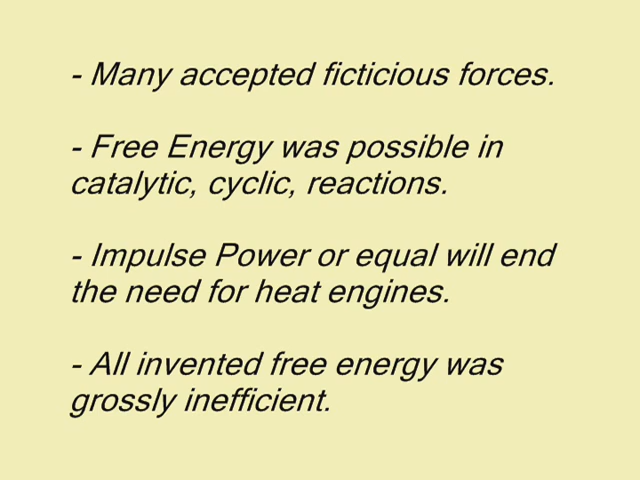 - Many accepted ficticious forces.
- Free Energy was possible in
catalytic, cyclic, reactions.
- Impulse Power or equal will end
the need for heat engines.
- All invented free energy was
grossly inefficient.